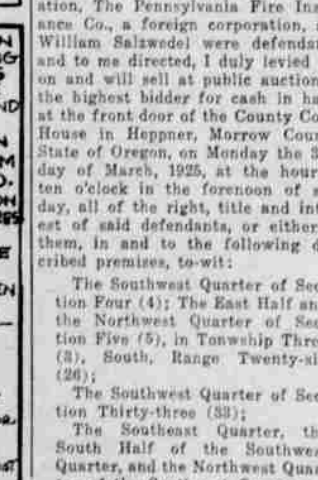 ation, The Pennsylvania Fire Ins
ance Co., a foreign corporation,
William Salzwedel were defenda
and to me directed, I duly levied
on and will sell at public auction
the highest bidder for cash in ha
at the front door of the County Co
House in Heppner, Morrow Coun
State of Oregon, on Monday the 3
day of March, 1925, at the hour
ten o'clock in the forenoon of s
day, all of the right, title and int
est of said defendants, or either
them, in and to the following d
cribed premises, to-wit:
The Southwest Quarter of Sec
tion Four (4); The East Half an
the Northwest Quarter of Sec
tion Five (5), in Tonwship Thre
(3), South, Range Twenty-si
(26);
The Southwest Quarter of Sec
tion Thirty-three (33);
The Southeast Quarter, th
South Half of the Southwes
Quarter, and the Northwest Quar